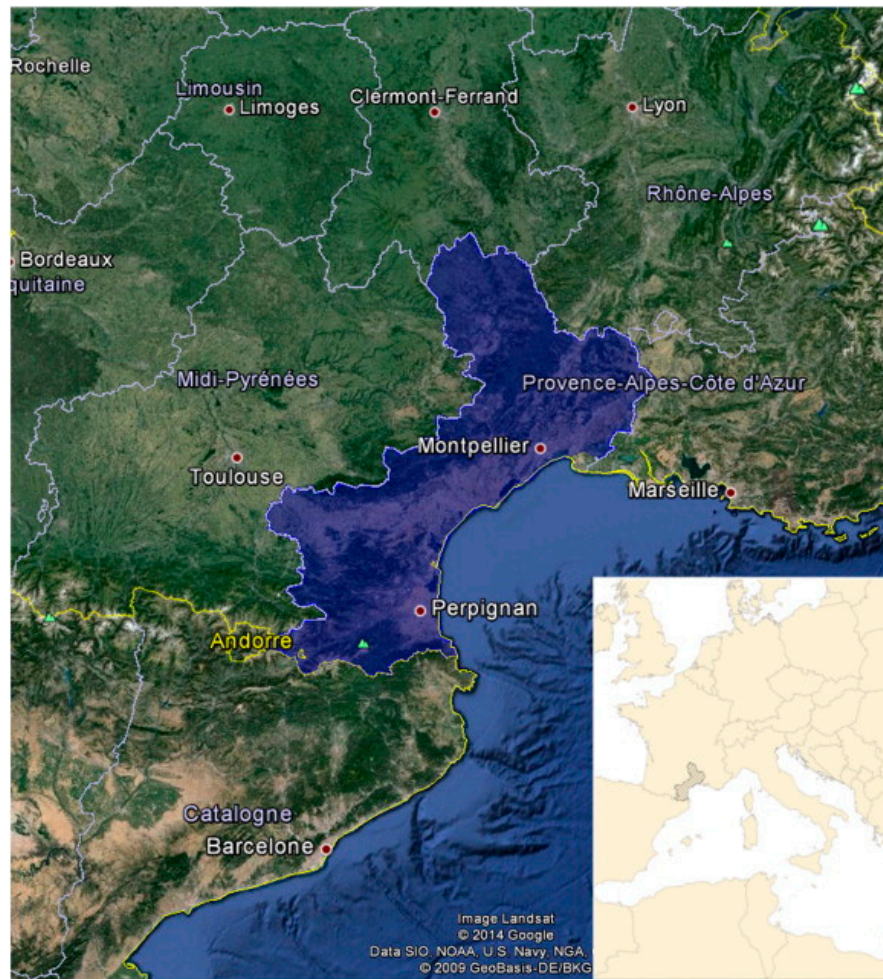 Rochelle
Limousin
Limoges
Clermont-Ferrand
Lyon
Rhône-Alpes
Bordeaux
quitaine
Midi-Pyrénées
Provence-Alpes-Côte d'Azur
Montpellier
Toulouse
Marseille
Perpignan
Andorre
Catalogne
Barcelone
Image Landsat
© 2014 Google
Data SIO, NOAA, U.S. Navy, NGA,
© 2009 GeoBasis-DE/BKG